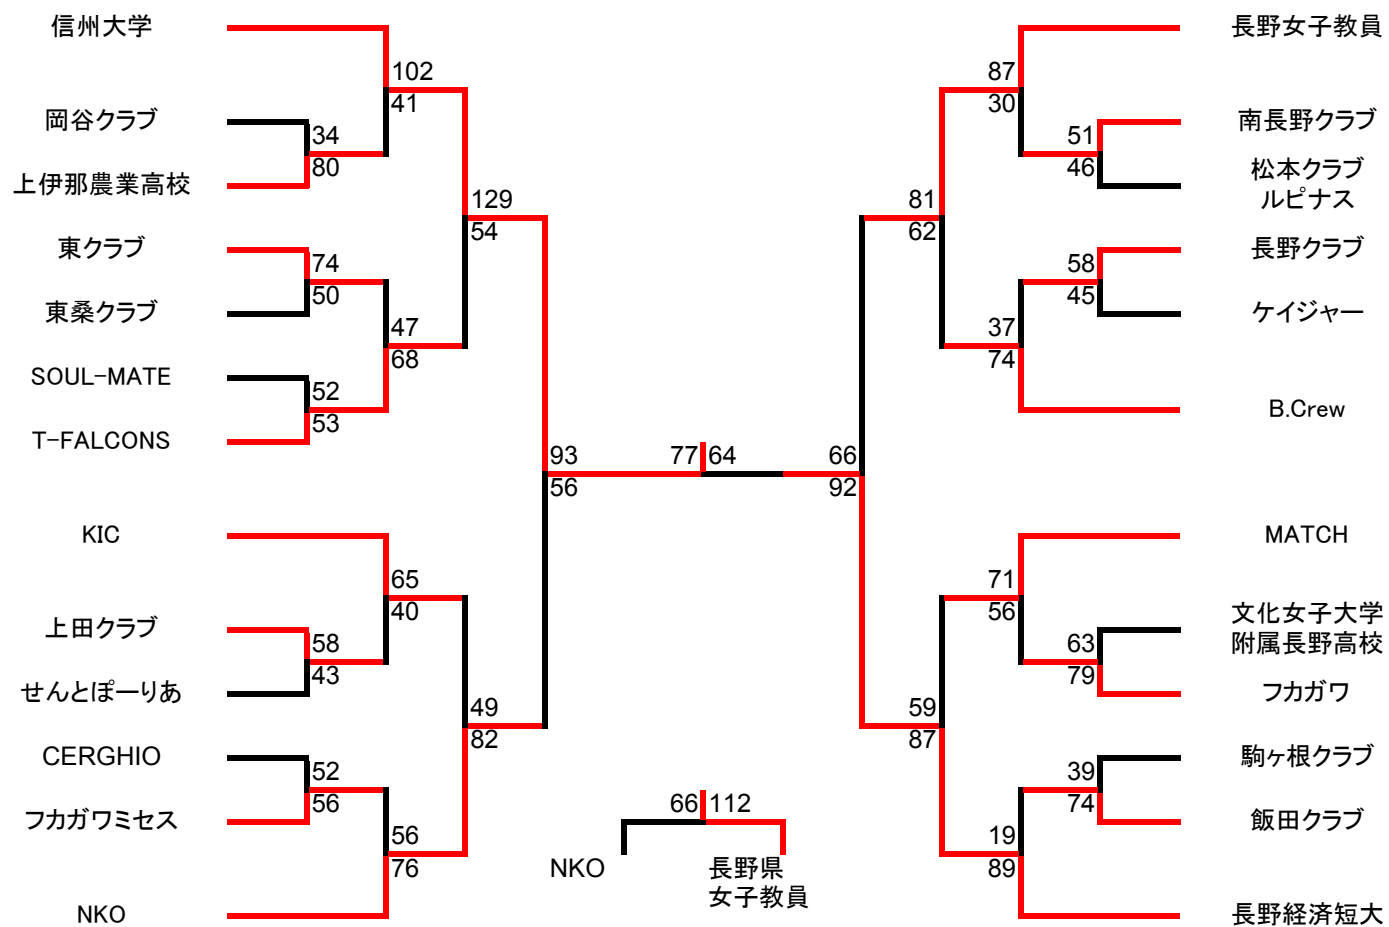 信州大学
102
41
岡谷クラブ
34
80
上伊那農業高校
129
54
東クラブ
74
50
東桑クラブ
47
68
SOUL-MATE
52
53
T-FALCONS
93
56
KIC
65
40
上田クラブ
58
43
せんとぽーりあ
49
82
CERGHIO
52
56
フカガワミセス
56
76
NKO
77 64
66 112
NKO
長野県
女子教員
長野女子教員
87
30
南長野クラブ
51
46
松本クラブ
ルピナス
81
62
長野クラブ
58
45
ケイジャー
37
74
B.Crew
66
92
MATCH
71
56
文化女子大学
附属長野高校
63
79
フカガワ
59
87
駒ヶ根クラブ
39
74
飯田クラブ
19
89
長野経済短大